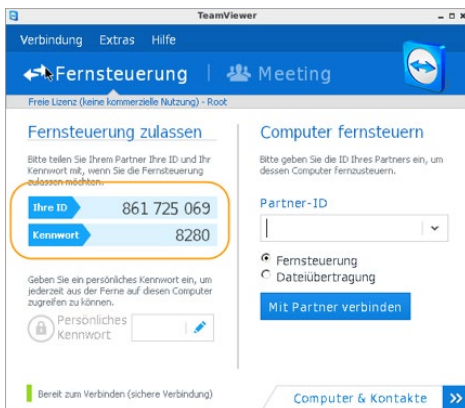 TeamViewer
Verbindung Extras Hilfe
Fernsteuerung
Meeting
Freie Lizenz (keine kommerzielle Nutzung) - Root
Fernsteuerung zulassen
Bitte teilen Sie Ihrem Partner Ihre ID und Ihr
Kennwort mit, wenn Sie die Fernsteuerung
zulassen möchten.
Ihre ID 861 725 069
Kennwort 8280
Geben Sie ein persönliches Kennwort ein, um
jederzeit aus der Ferne auf diesen Computer
zugreifen zu können.
Persönliches
Kennwort
Computer fernsteuern
Bitte geben Sie die ID Ihres Partners ein, um
dessen Computer fernzusteuern.
Partner-ID
Fernsteuerung
Dateiübertragung
Mit Partner verbinden
Bereit zum Verbinden (sichere Verbindung)
Computer & Kontakte